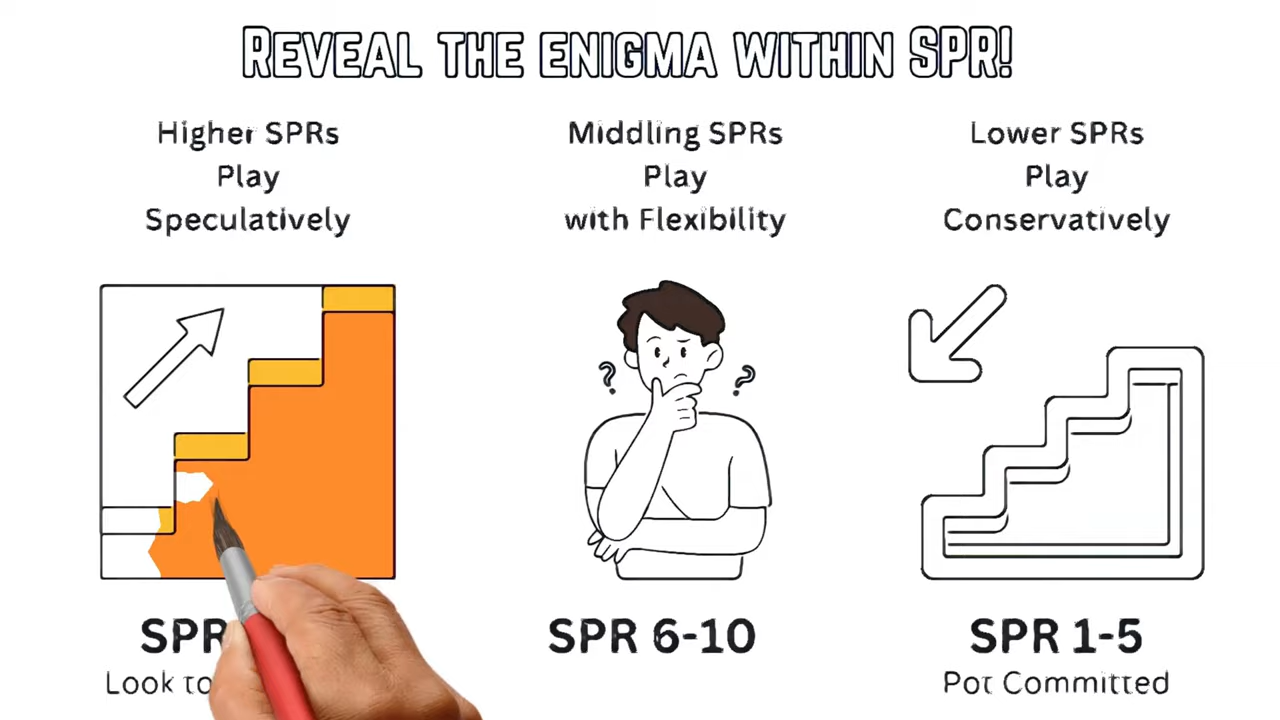 REVEAL THE ENIGMA WITHIN SPR!
Higher SPRs
Play
Speculatively
Middling SPRs
Play
with Flexibility
Lower SPRs
Play
Conservatively
? ?
SPR
Look to
SPR 6-10
SPR 1-5
Pot Committed